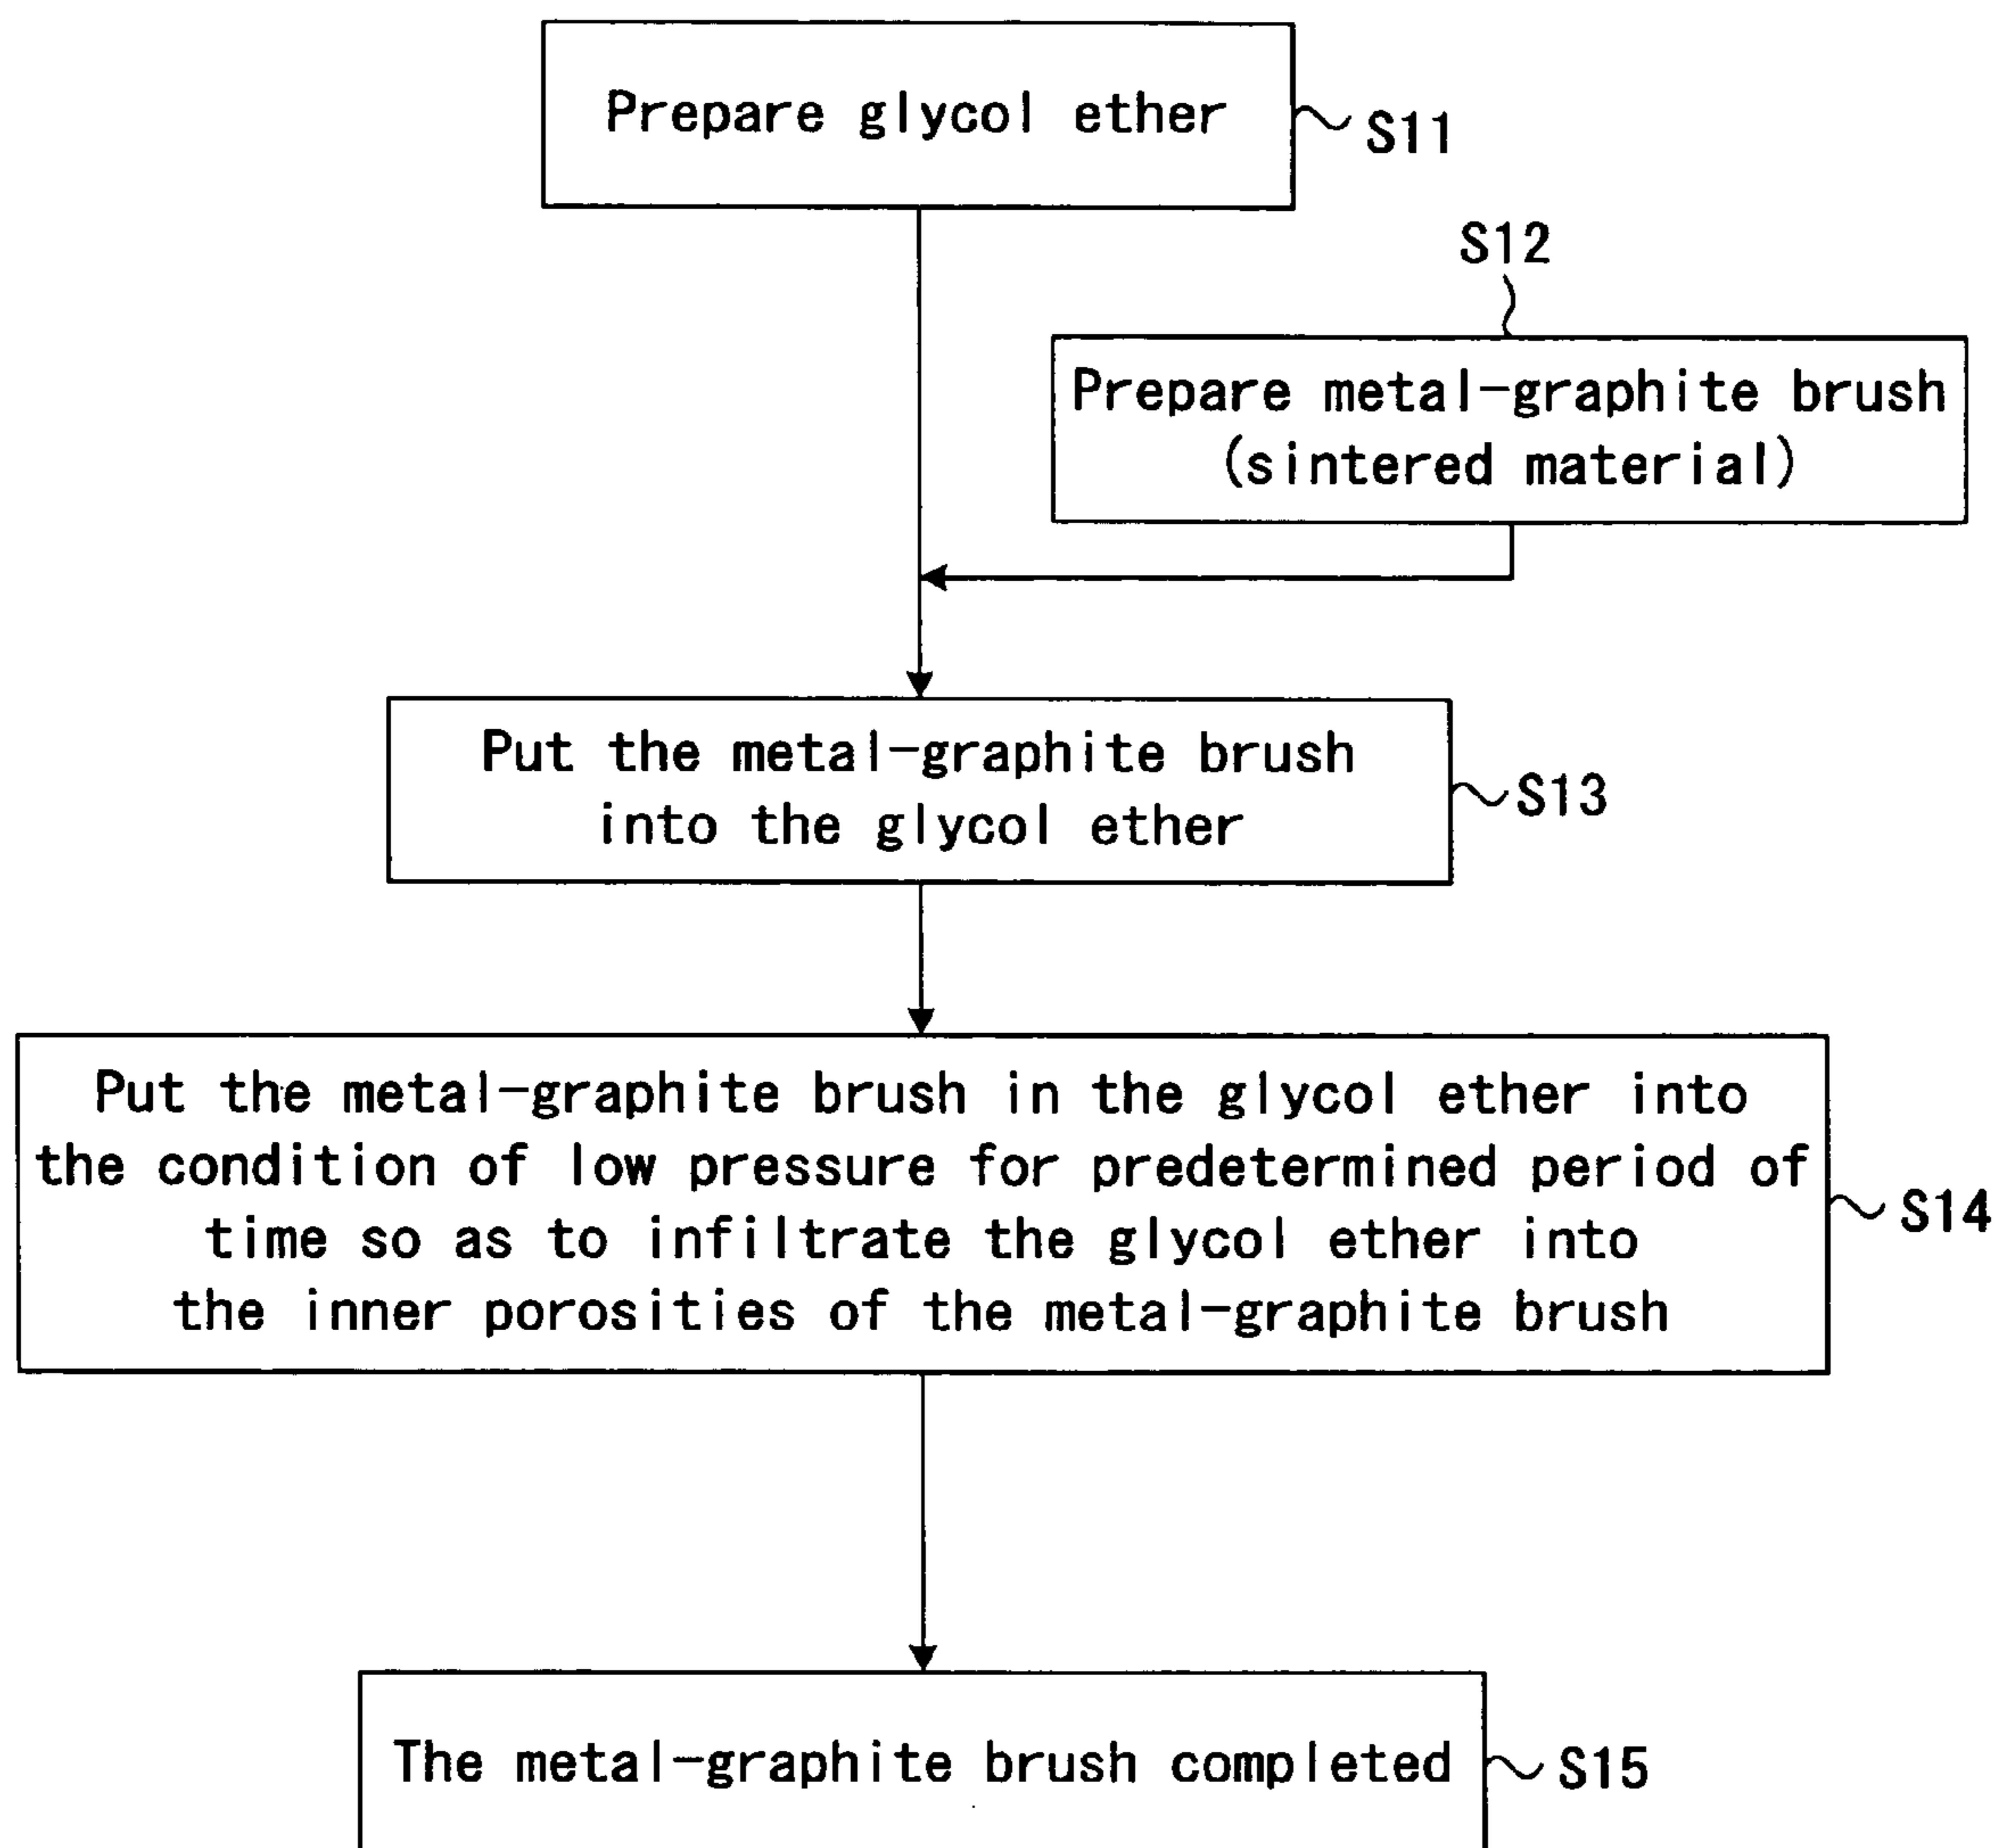 Prepare glycol ether
S11
S12
Prepare metal-graphite brush
(sintered material)
Put the metal-graphite brush
into the glycol ether
S13
Put the metal-graphite brush in the glycol ether into
the condition of low pressure for predetermined period of
time so as to infiltrate the glycol ether into
the inner porosities of the metal-graphite brush
S14
The metal-graphite brush completed
S15